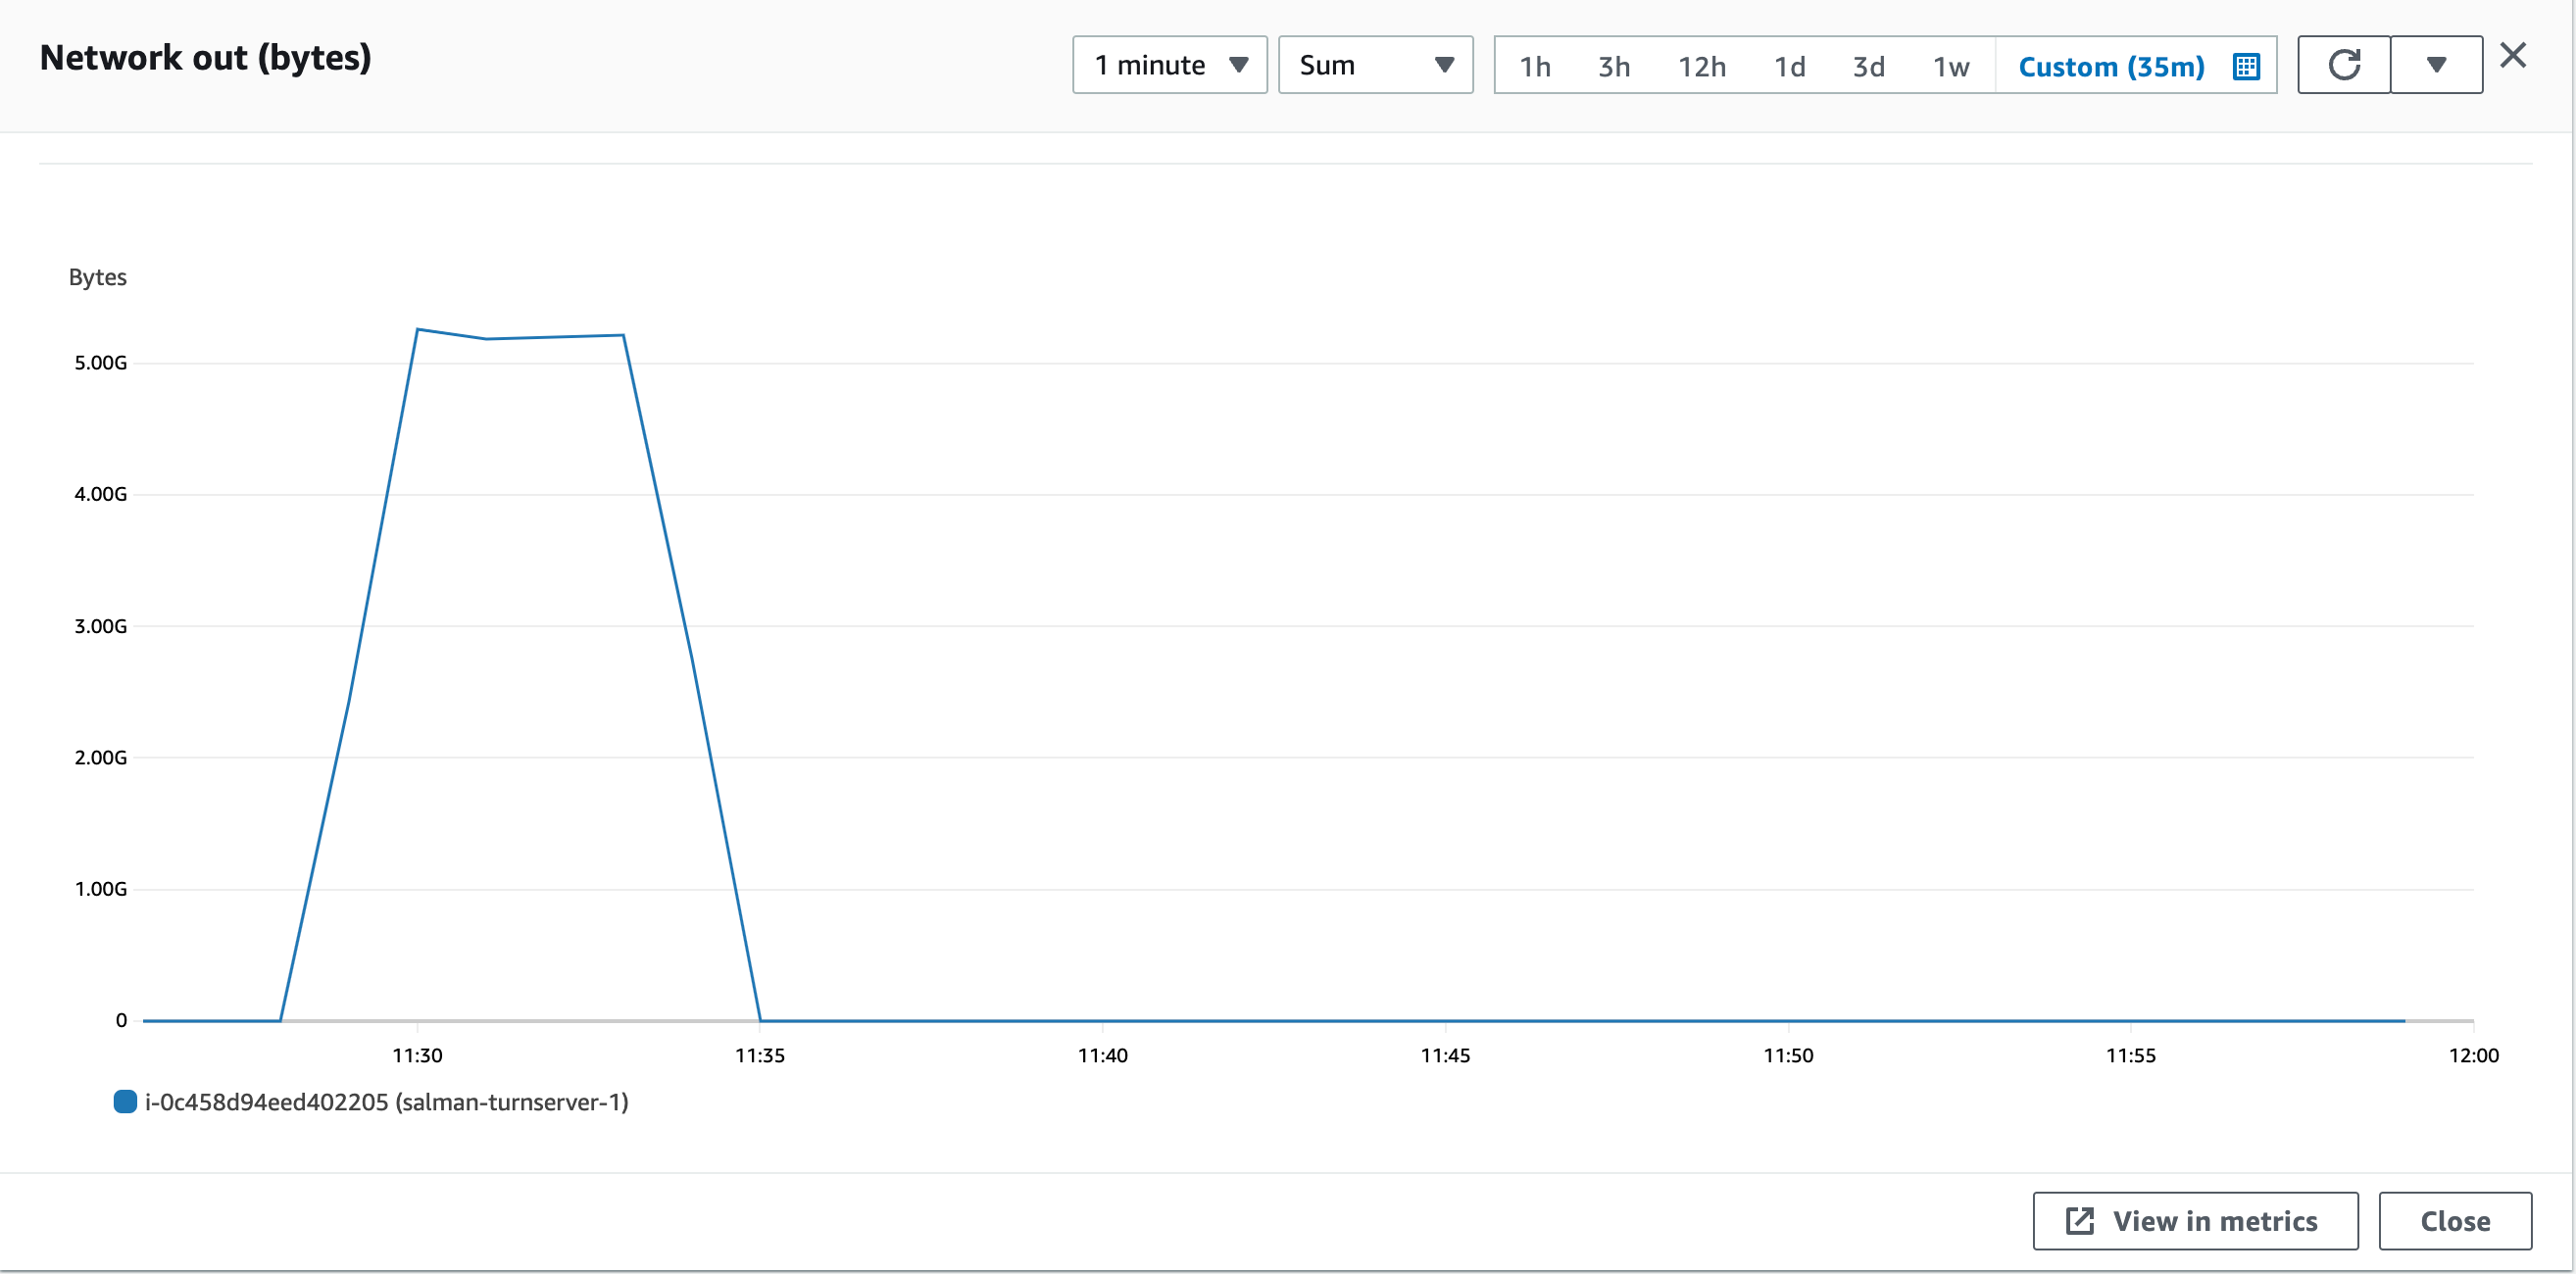 Network out (bytes)
1 minute
Sum
1h 3h 12h 1d 3d 1w Custom (35m)
Bytes
5.00G
4.00G
3.00G
2.00G
1.00G
0
11:30 11:35 11:40 11:45 11:50 11:55 12:00
i-0c458d94eed402205 (salman-turnserver-1)
View in metrics
Close